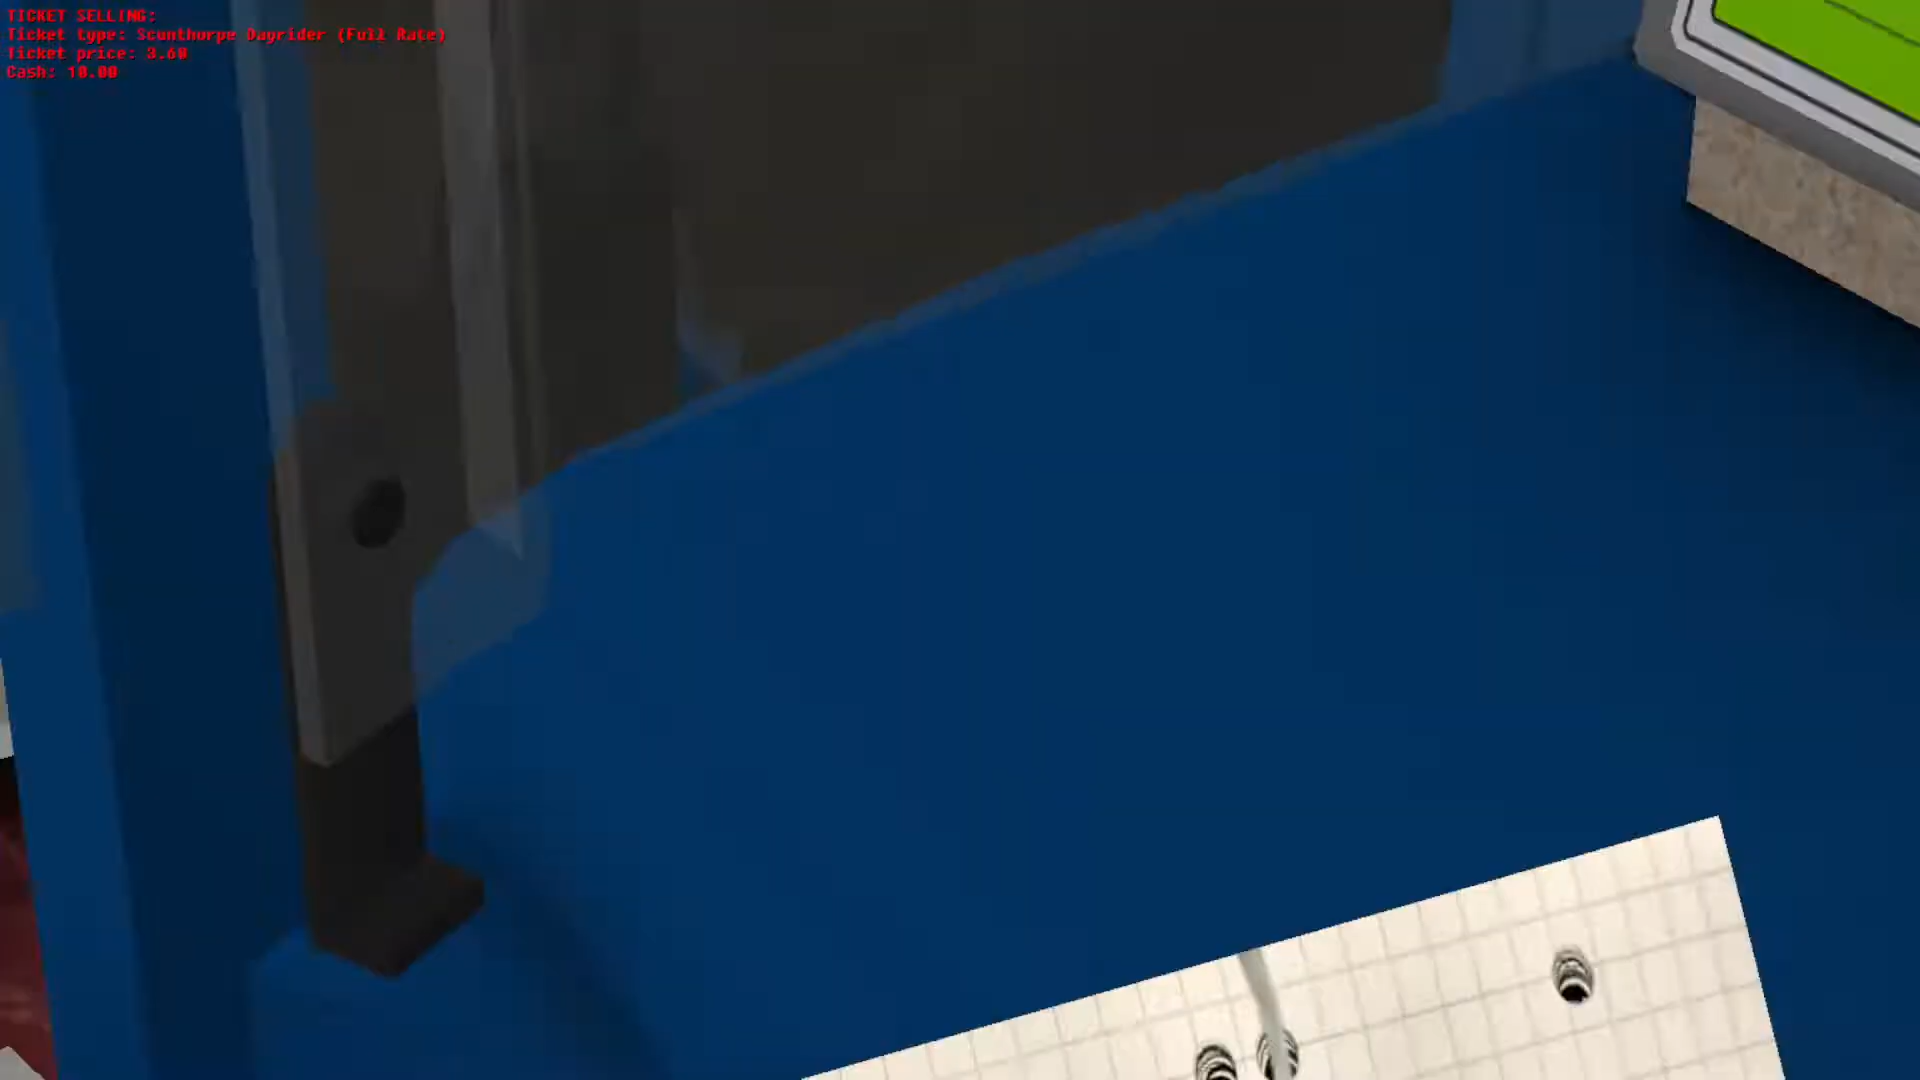 TICKET SELLING:
Ticket type: Scunthorpe Dayrider (Full Rate)
Ticket price: 3.60
Cash: 10.00